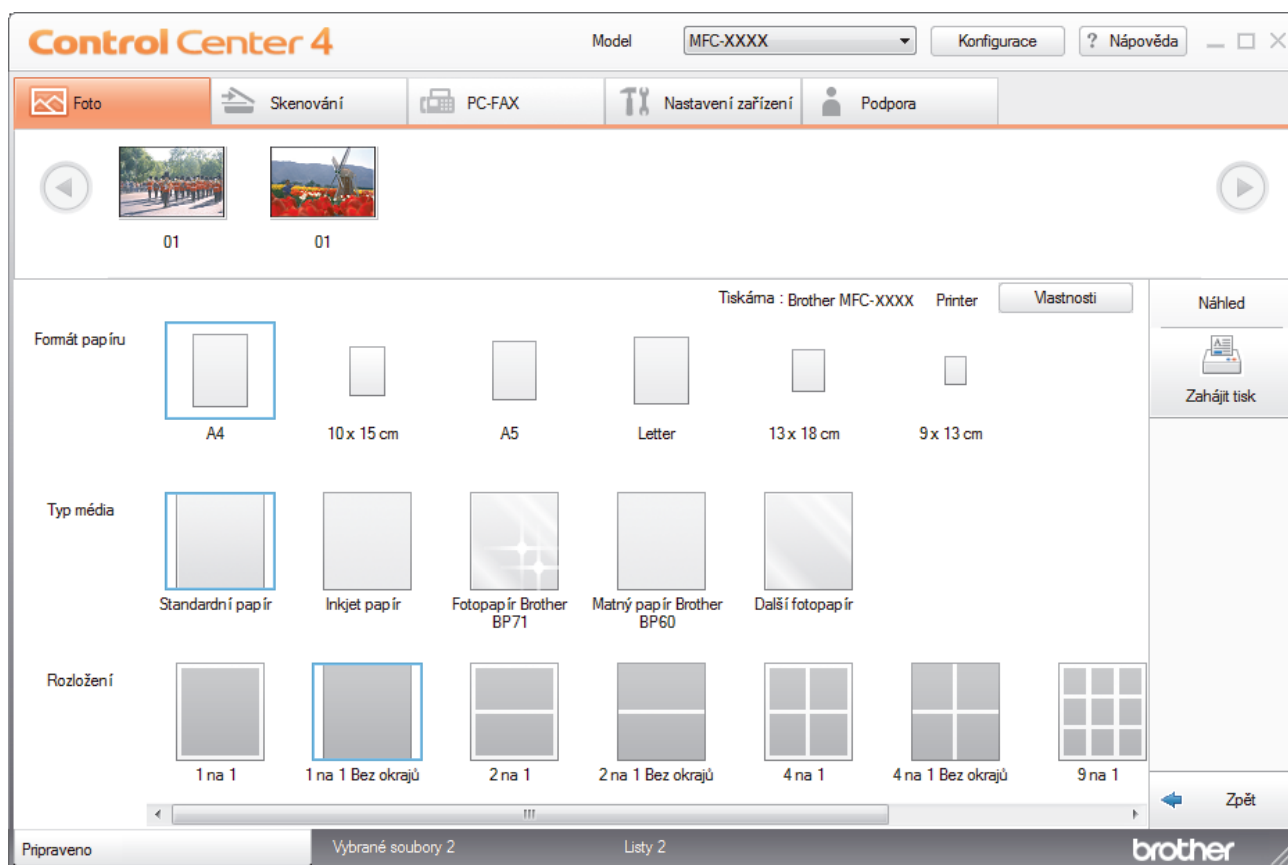 Control Center 4
Model MFC-XXXX Konfigurace ? Nápověda
Foto Skenování PC-FAX Nastavení zařízení Podpora
01 01
Tiskárna : Brother MFC-XXXX Printer Vlastnosti
Náhled
Formát papíru
Zahájit tisk
A4 10 x 15 cm A5 Letter 13 x 18 cm 9 x 13 cm
Typ média
Standardní papír Inkjet papír Fotopapír Brother BP71 Matný papír Brother BP60 Další fotopapír
Rozložení
1 na 1 1 na 1 Bez okrajů 2 na 1 2 na 1 Bez okrajů 4 na 1 4 na 1 Bez okrajů 9 na 1
Zpět
Pripraveno Vybrané soubory 2 Listy 2 brother